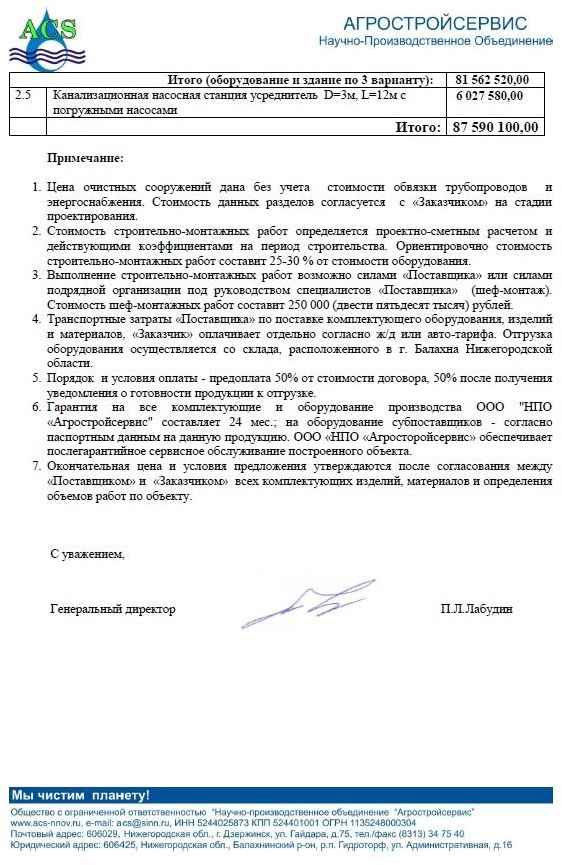 ACS
АГРОСТРОЙСЕРВИС
Научно-Производственное Объединение
Итого (оборудование и здание по 3 варианту): 81 562 520,00
2.5 Канализационная насосная станция усреднитель D=3м, L=12м с 6 027 580,00
погружными насосами
Итого: 87 590 100,00
Примечание:
1. Цена очистных сооружений дана без учета стоимости обвязки трубопроводов и
энергоснабжения. Стоимость данных разделов согласуется с «Заказчиком» на стадии
проектирования.
2. Стоимость строительно-монтажных работ определяется проектно-сметным расчетом и
действующими коэффициентами на период строительства. Ориентировочно стоимость
строительно-монтажных работ составит 25-30 % от стоимости оборудования.
3. Выполнение строительно-монтажных работ возможно силами «Поставщика» или силами
подрядной организации под руководством специалистов «Поставщика» (шеф-монтаж).
Стоимость шеф-монтажных работ составит 250 000 (двести пятьдесят тысяч) рублей.
4. Транспортные затраты «Поставщика» по поставке комплектующего оборудования, изделий
и материалов, «Заказчик» оплачивает отдельно согласно ж/д или авто-тарифа. Отгрузка
оборудования осуществляется со склада, расположенного в г. Балахна Нижегородской
области.
5. Порядок и условия оплаты - предоплата 50% от стоимости договора, 50% после получения
уведомления о готовности продукции к отгрузке.
6. Гарантия на все комплектующие и оборудование производства ООО "НПО
«Агростройсервис" составляет 24 мес.; на оборудование субпоставщиков - согласно
паспортным данным на данную продукцию. ООО «НПО «Агросторойсервис» обеспечивает
послегарантийное сервисное обслуживание построенного объекта.
7. Окончательная цена и условия предложения утверждаются после согласования между
«Поставщиком» и «Заказчиком» всех комплектующих изделий, материалов и определения
объемов работ по объекту.
С уважением,
Генеральный директор П.Л.Лабудин
Мы чистим планету!
Общество с ограниченной ответственностью "Научно-производственное объединение "Агростройсервис"
www.acs-nnov.ru, e-mail: acs@sinn.ru, ИНН 5244025873 КПП 524401001 ОГРН 1135248000304
Почтовый адрес: 606029, Нижегородская обл., г. Дзержинск, ул. Гайдара, д.75, тел./факс (8313) 34 75 40
Юридический адрес: 606425, Нижегородская обл., Балахнинский р-он, р.п. Гидроторф, ул. Административная, д.16